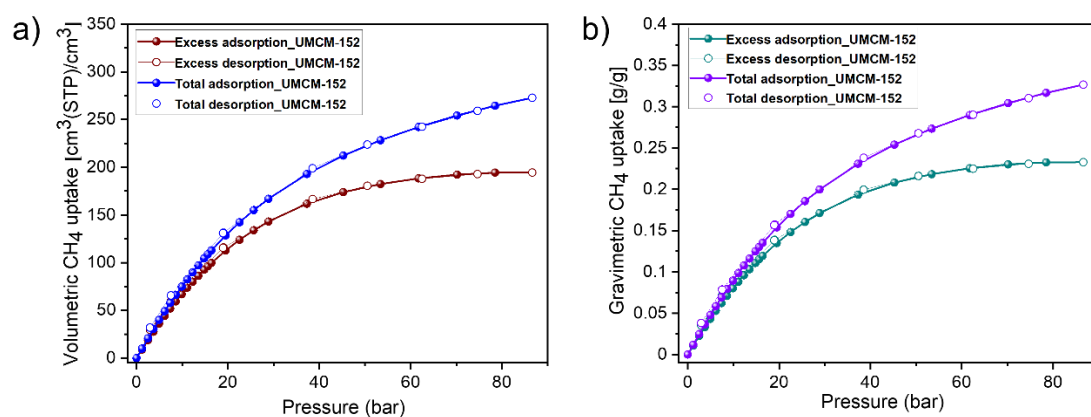 a)
Volumetric CH4 uptake [cm3(STP)/cm3]
350
300
250
200
150
100
50
0
Excess adsorption_UMCM-152
Excess desorption_UMCM-152
Total adsorption_UMCM-152
Total desorption_UMCM-152
0 20 40 60 80
Pressure (bar)
b)
Gravimetric CH4 uptake [g/g]
0.4
0.35
0.3
0.25
0.2
0.15
0.1
0.05
0
Excess adsorption_UMCM-152
Excess desorption_UMCM-152
Total adsorption_UMCM-152
Total desorption_UMCM-152
0 20 40 60 80
Pressure (bar)